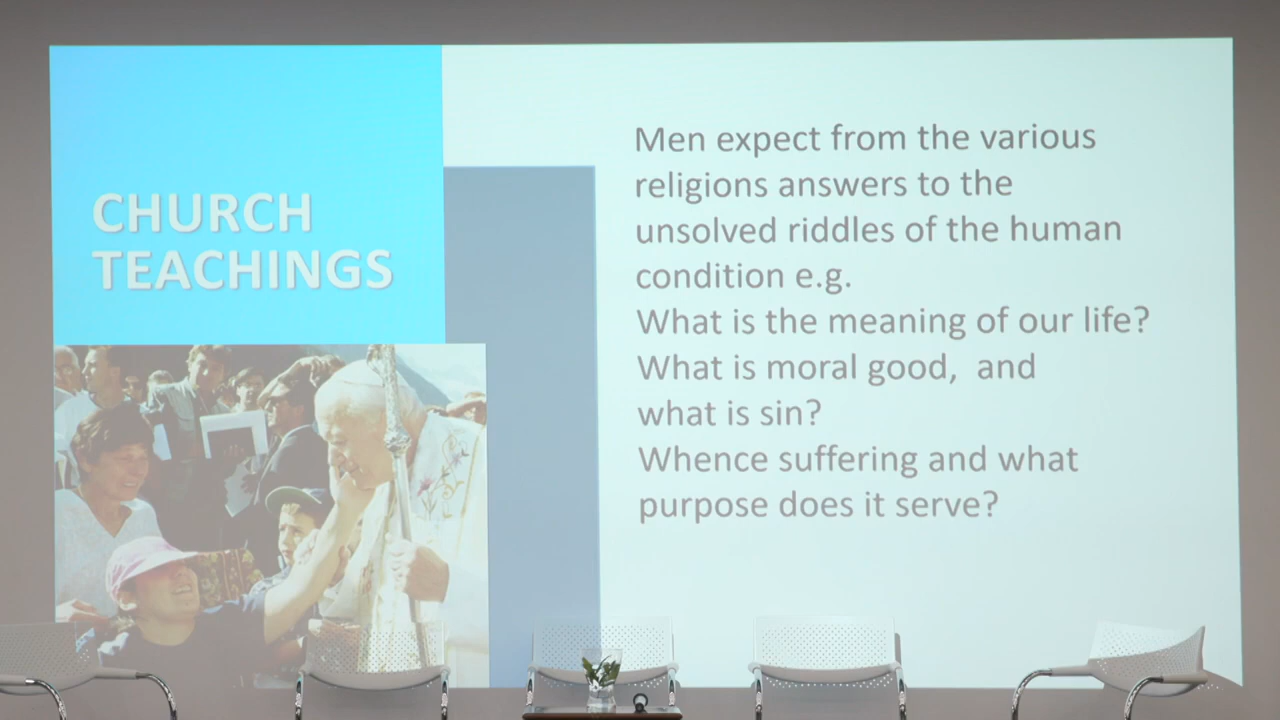 CHURCH
TEACHINGS
Men expect from the various
religions answers to the
unsolved riddles of the human
condition e.g.
What is the meaning of our life?
What is moral good,  and
what is sin?
Whence suffering and what
purpose does it serve?